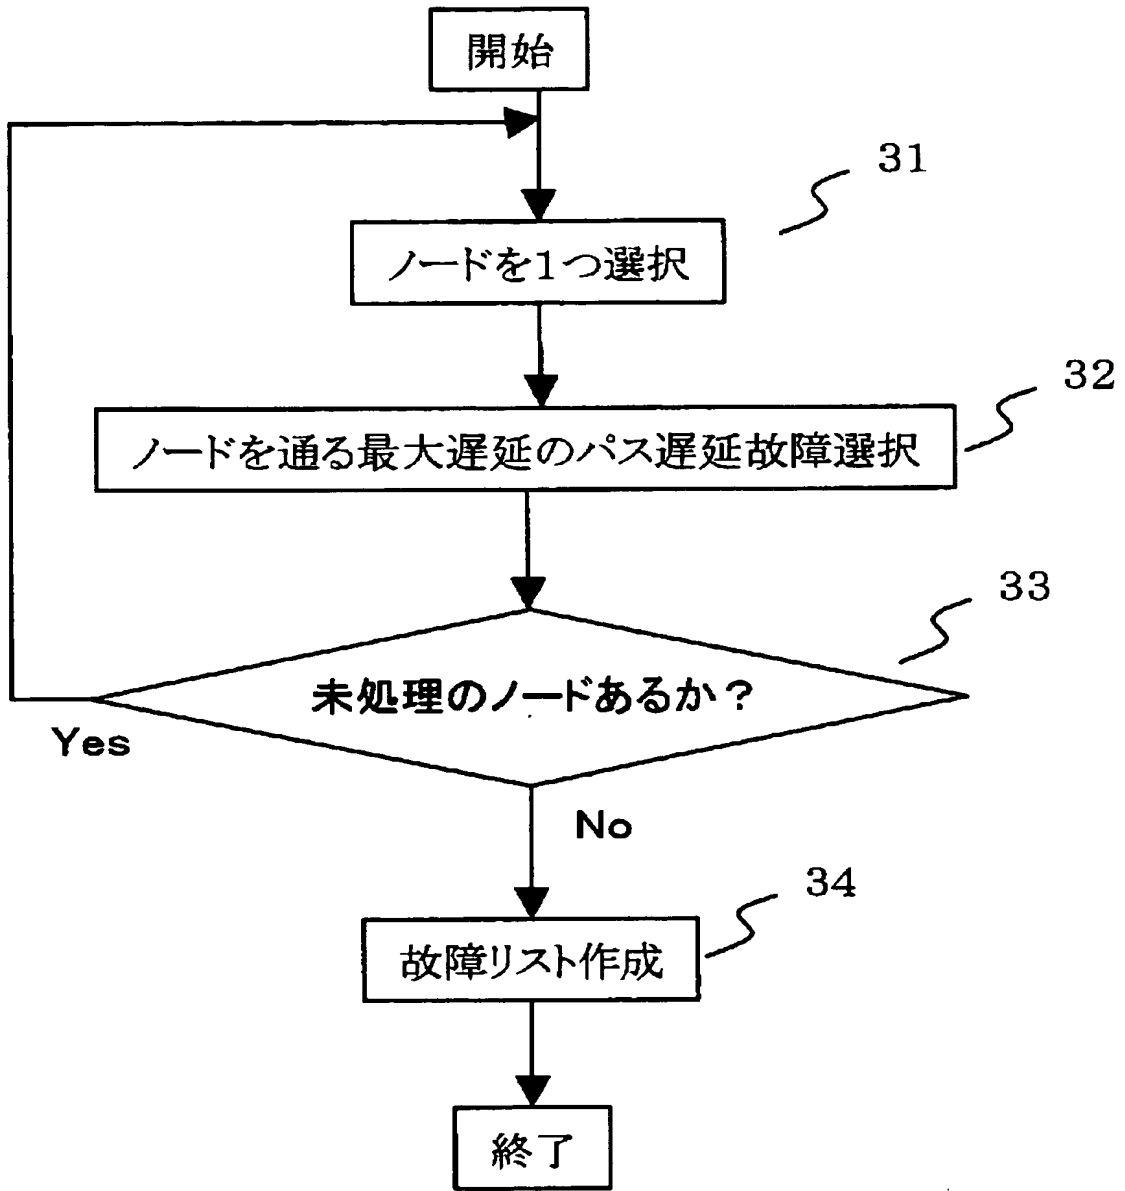 開始
31
ノードを1つ選択
32
ノードを通る最大遅延のパス遅延故障選択
33
未処理のノードあるか?
Yes
No
34
故障リスト作成
終了